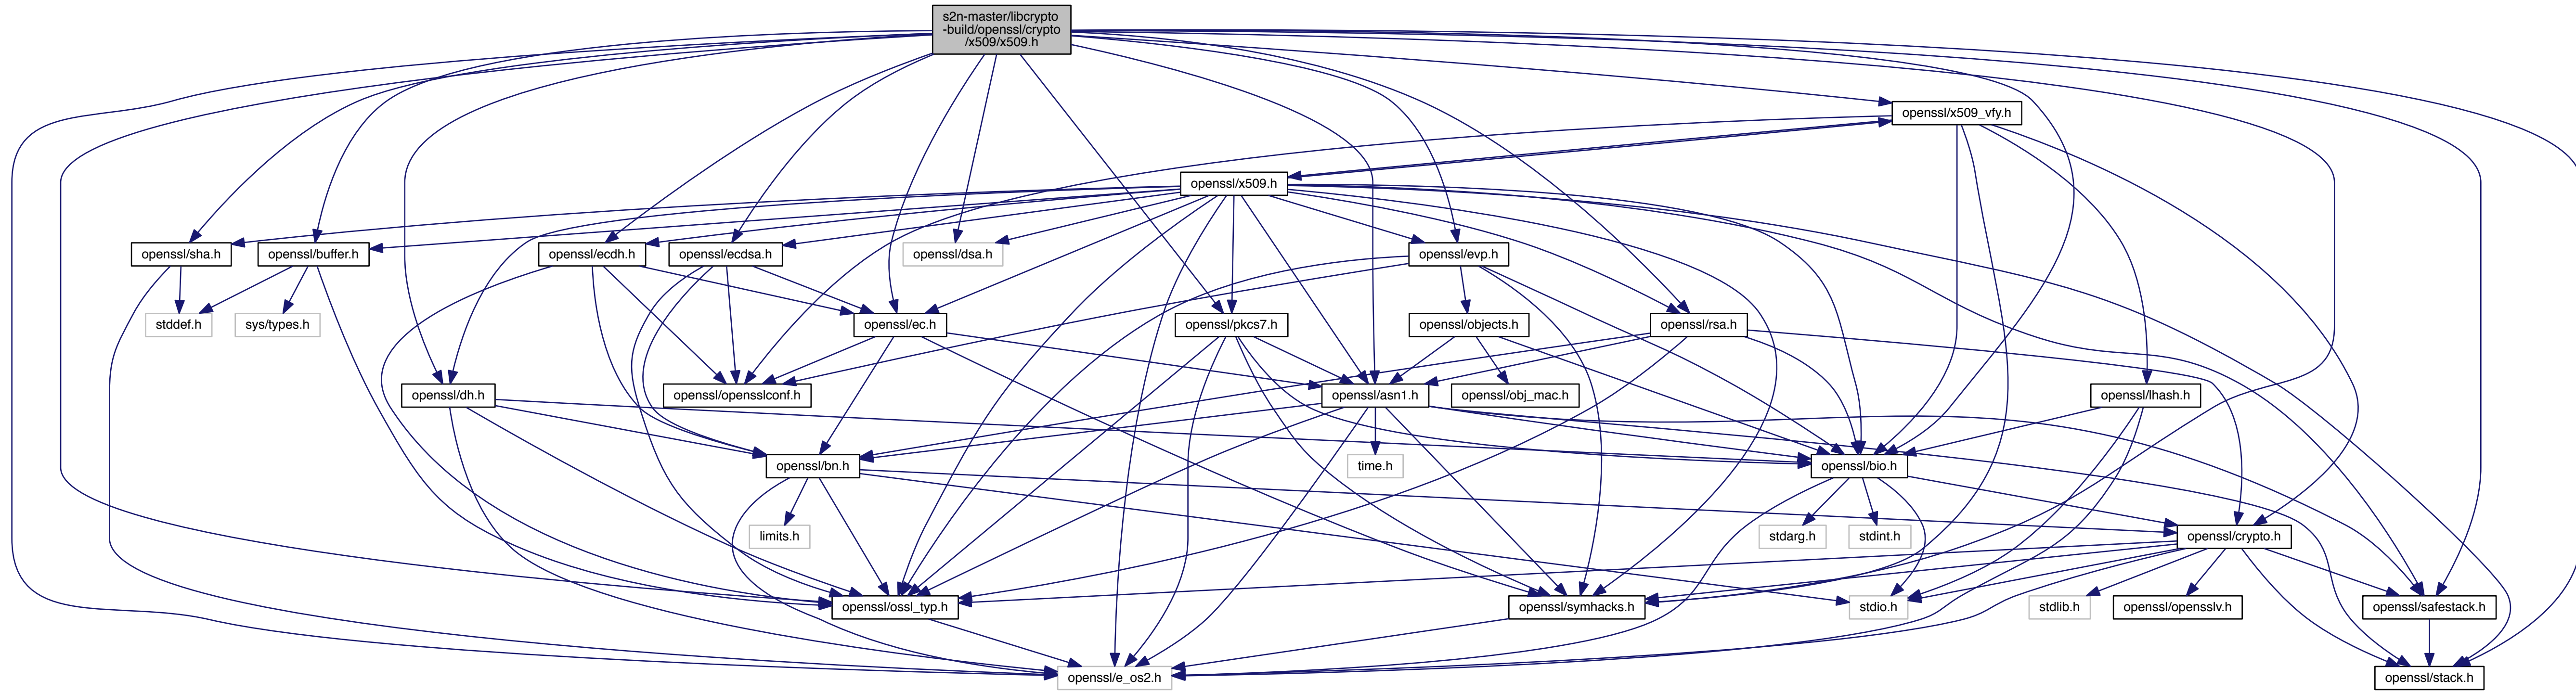 s2n-master/libcrypto
-build/openssl/crypto
/x509/x509.h
openssl/x509_vfy.h
openssl/x509.h
openssl/sha.h
openssl/buffer.h
openssl/ecdh.h
openssl/ecdsa.h
openssl/dsa.h
openssl/evp.h
stddef.h
sys/types.h
openssl/ec.h
openssl/pkcs7.h
openssl/objects.h
openssl/rsa.h
openssl/dh.h
openssl/opensslconf.h
openssl/asn1.h
openssl/obj_mac.h
openssl/lhash.h
openssl/bn.h
time.h
openssl/bio.h
limits.h
stdarg.h
stdint.h
openssl/crypto.h
openssl/ossl_typ.h
openssl/symhacks.h
stdio.h
stdlib.h
openssl/opensslv.h
openssl/safestack.h
openssl/e_os2.h
openssl/stack.h